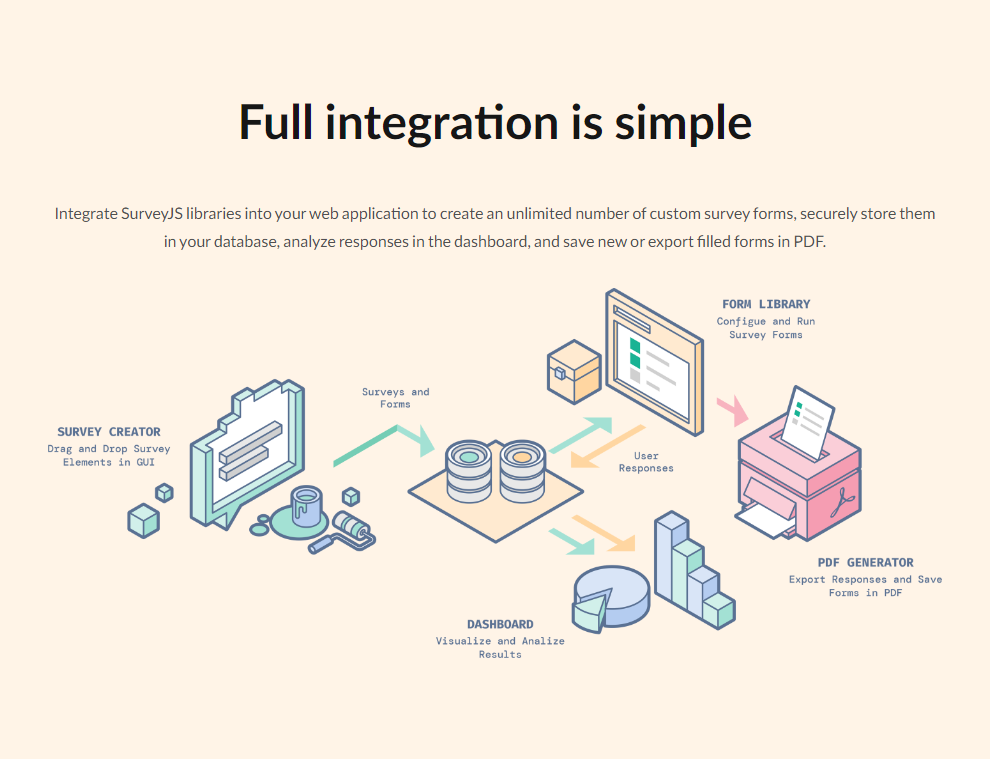 Full integration is simple
Integrate SurveyJS libraries into your web application to create an unlimited number of custom survey forms, securely store them
in your database, analyze responses in the dashboard, and save new or export filled forms in PDF.
FORM LIBRARY
Configue and Run
Survey Forms
Surveys and
Forms
SURVEY CREATOR
Drag and Drop Survey
Elements in GUI
User
Responses
PDF GENERATOR
Export Responses and Save
Forms in PDF
DASHBOARD
Visualize and Analize
Results